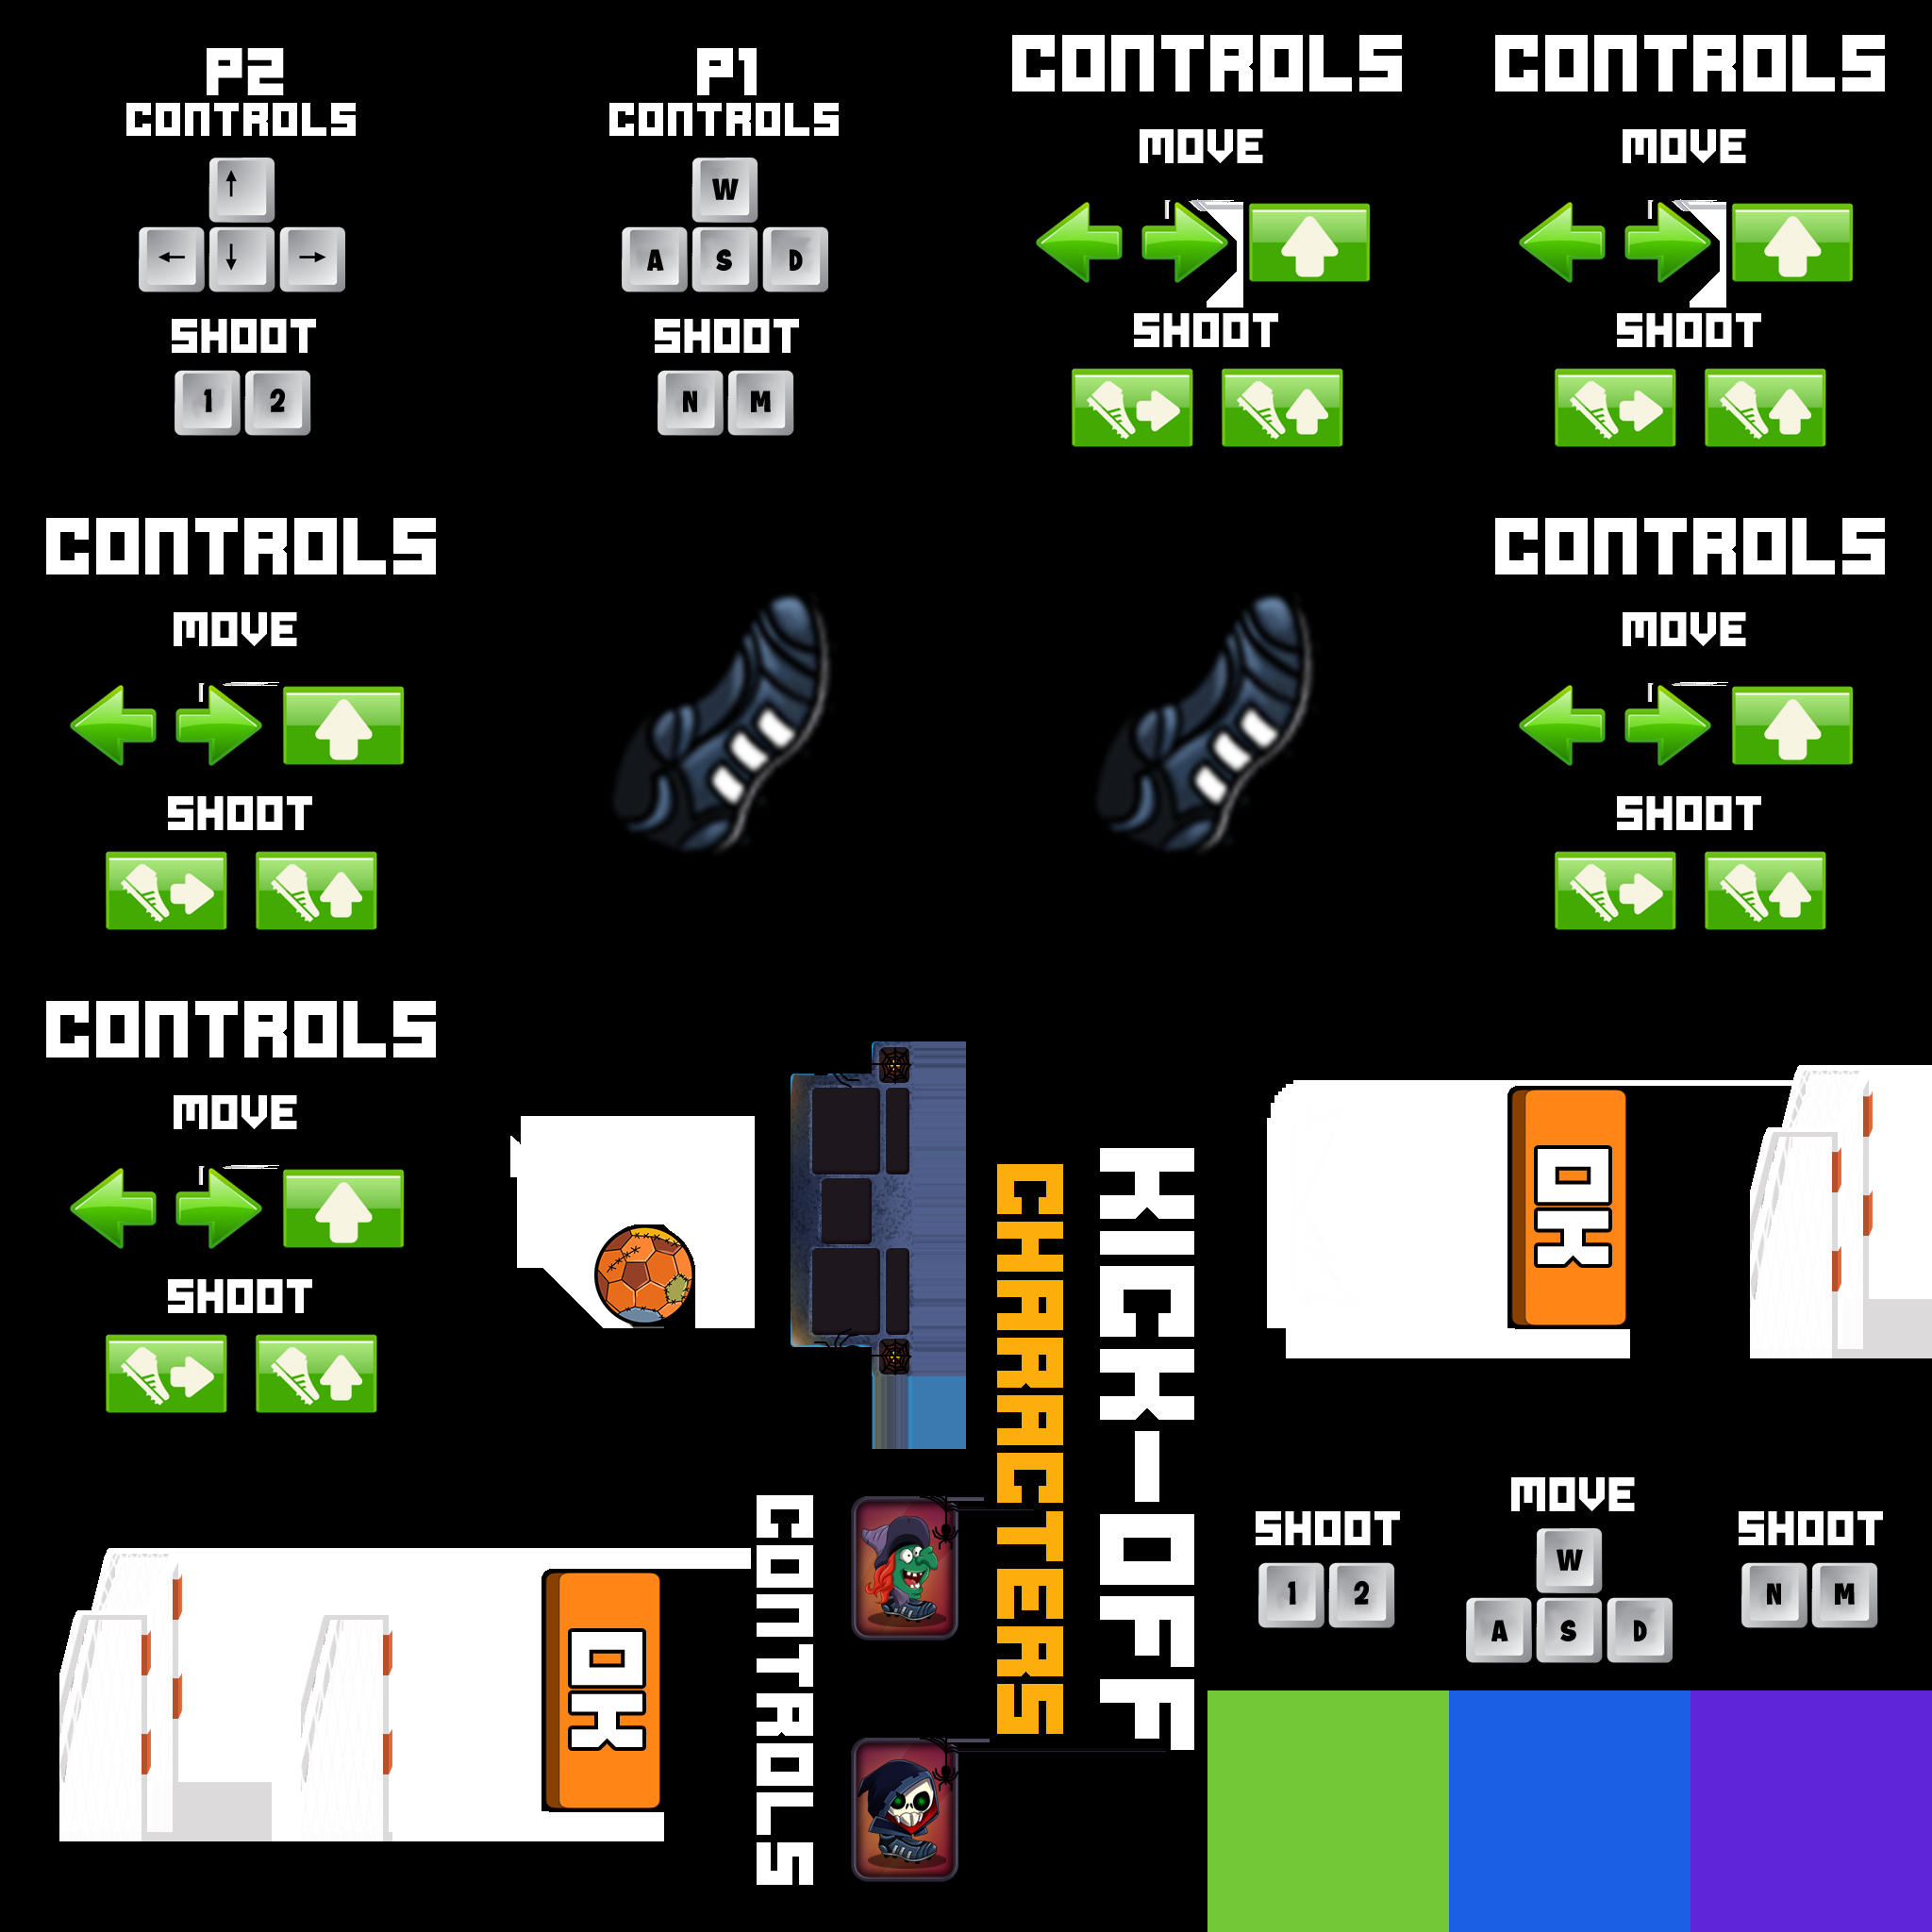 P2
CONTROLS
↑
← ↓ →
SHOOT
1 2
P1
CONTROLS
W
A S D
SHOOT
N M
CONTROLS
MOVE
SHOOT
CONTROLS
MOVE
SHOOT
CONTROLS
MOVE
SHOOT
CONTROLS
MOVE
SHOOT
CONTROLS
MOVE
SHOOT
CHARACTERS
KICK-OFF
OK
OK
CONTROLS
SHOOT
1 2
MOVE
W
A S D
SHOOT
N M